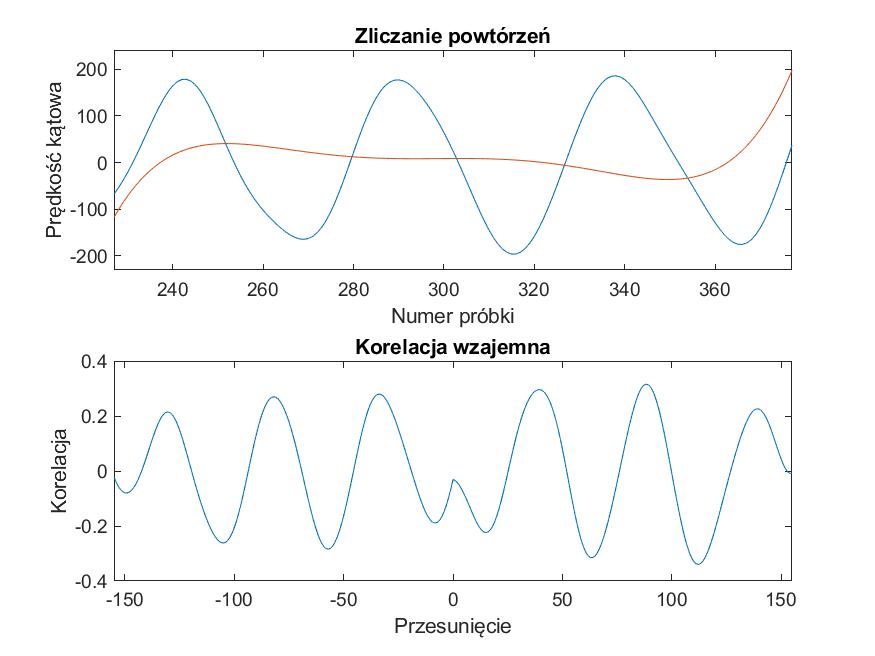 Zliczanie powtórzeń
200
100
0
-100
-200
Prędkość kątowa
240 260 280 300 320 340 360
Numer próbki
Korelacja wzajemna
0.4
0.2
0
-0.2
-0.4
Korelacja
-150 -100 -50 0 50 100 150
Przesunięcie